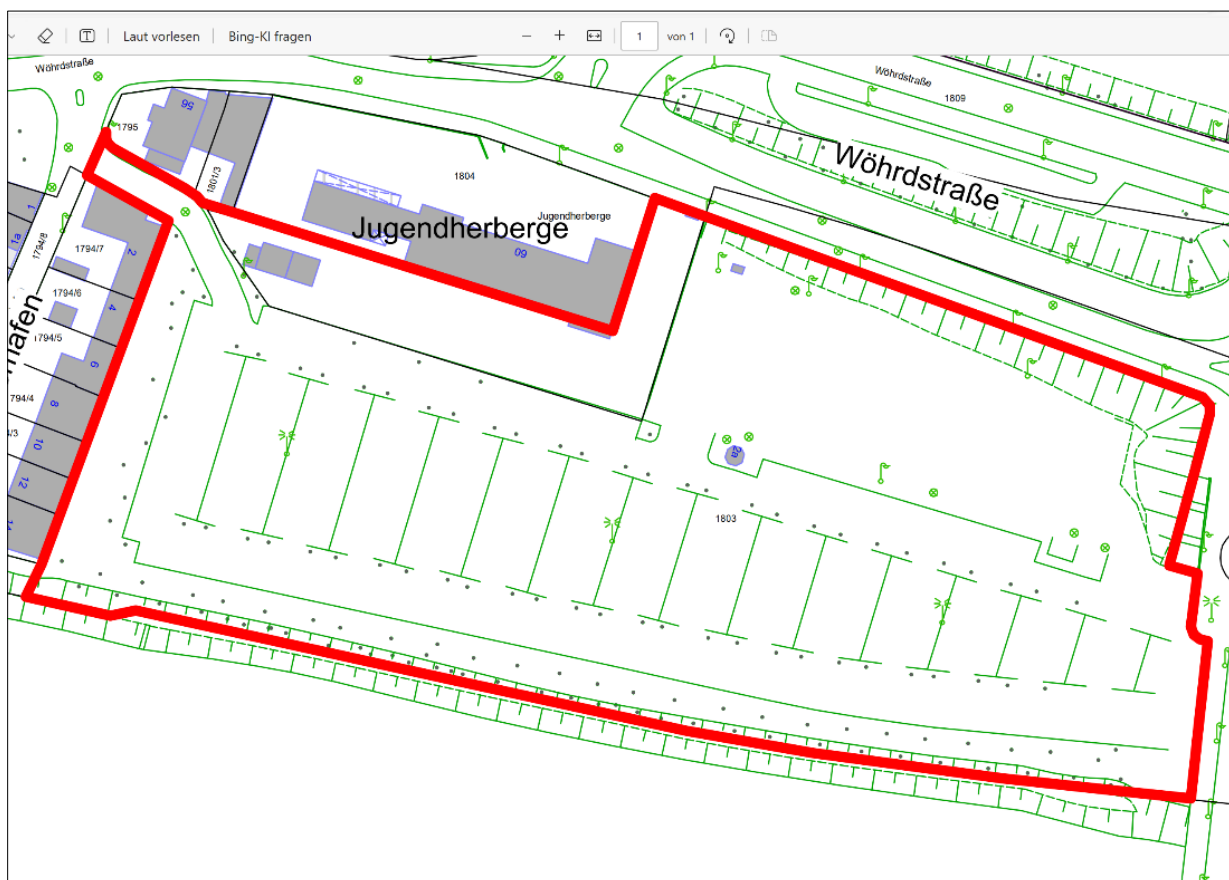 Laut vorlesen
Bing-KI fragen
1
von 1
Wöhrdstraße
Wöhrdstraße
1809
Wöhrdstraße
56
1795
1801/3
1804
Jugendherberge
Jugendherberge
60
1
1a
1794/8
1794/7
2
1794/6
4
1794/5
6
1794/4
8
10
12
2a
1803